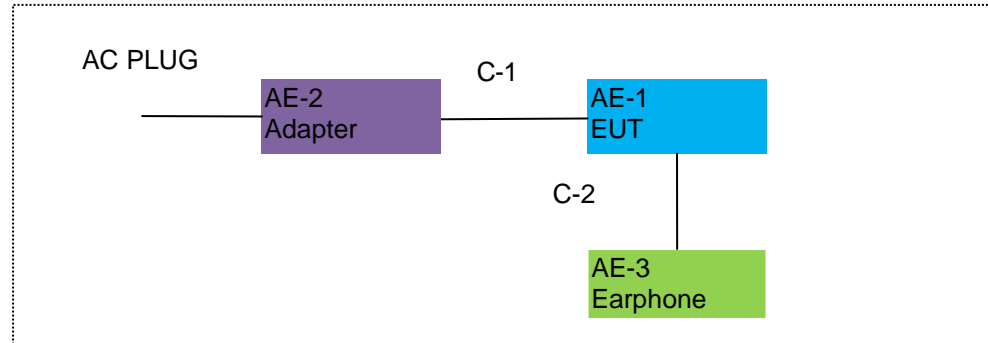 AC PLUG
C-1
AE-2
Adapter
AE-1
EUT
C-2
AE-3
Earphone